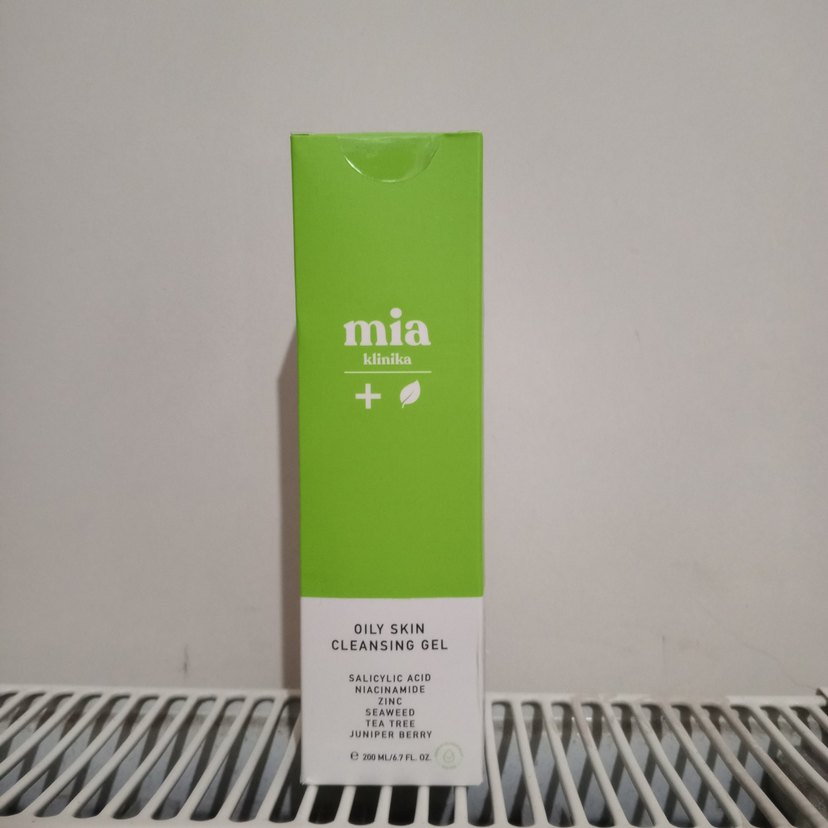 mia
klinika
OILY SKIN
CLEANSING GEL
SALICYLIC ACID
NIACINAMIDE
ZINC
SEAWEED
TEA TREE
JUNIPER BERRY
℮ 200 ML/6.7 FL. OZ.